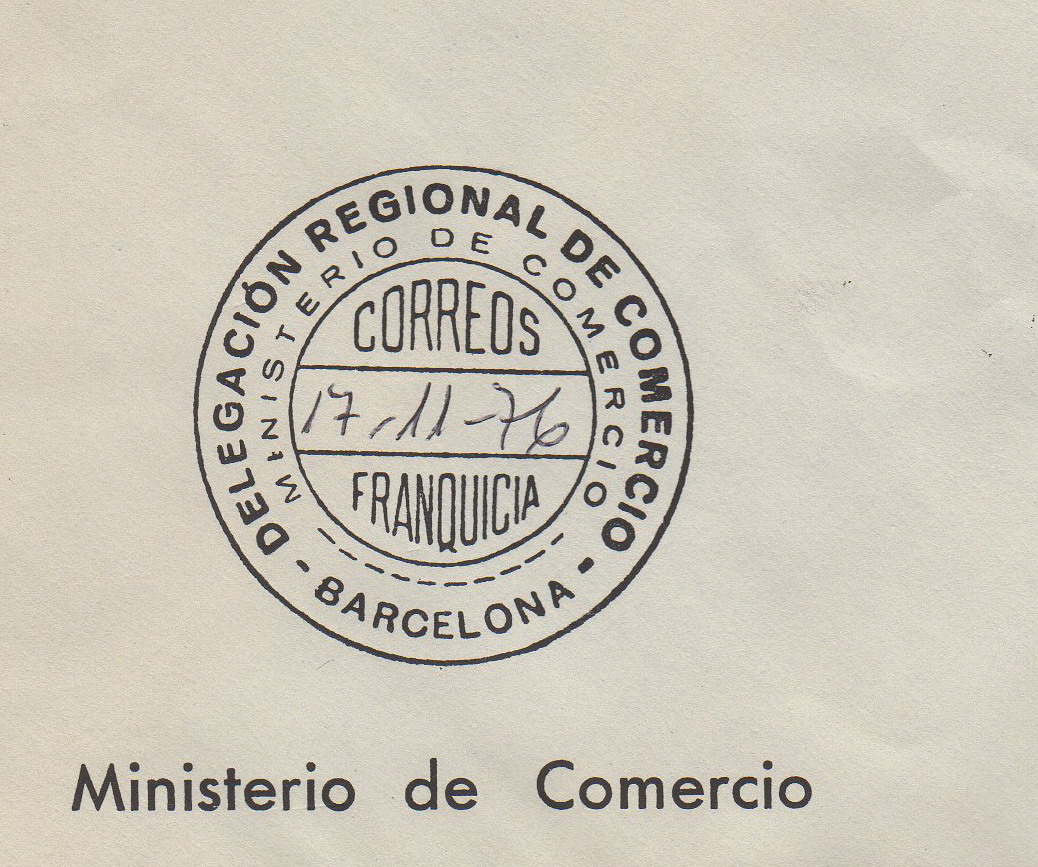 DELEGACIÓN REGIONAL DE COMERCIO - BARCELONA -
MINISTERIO DE COMERCIO
CORREOS
17-11-76
FRANQUICIA
Ministerio de Comercio